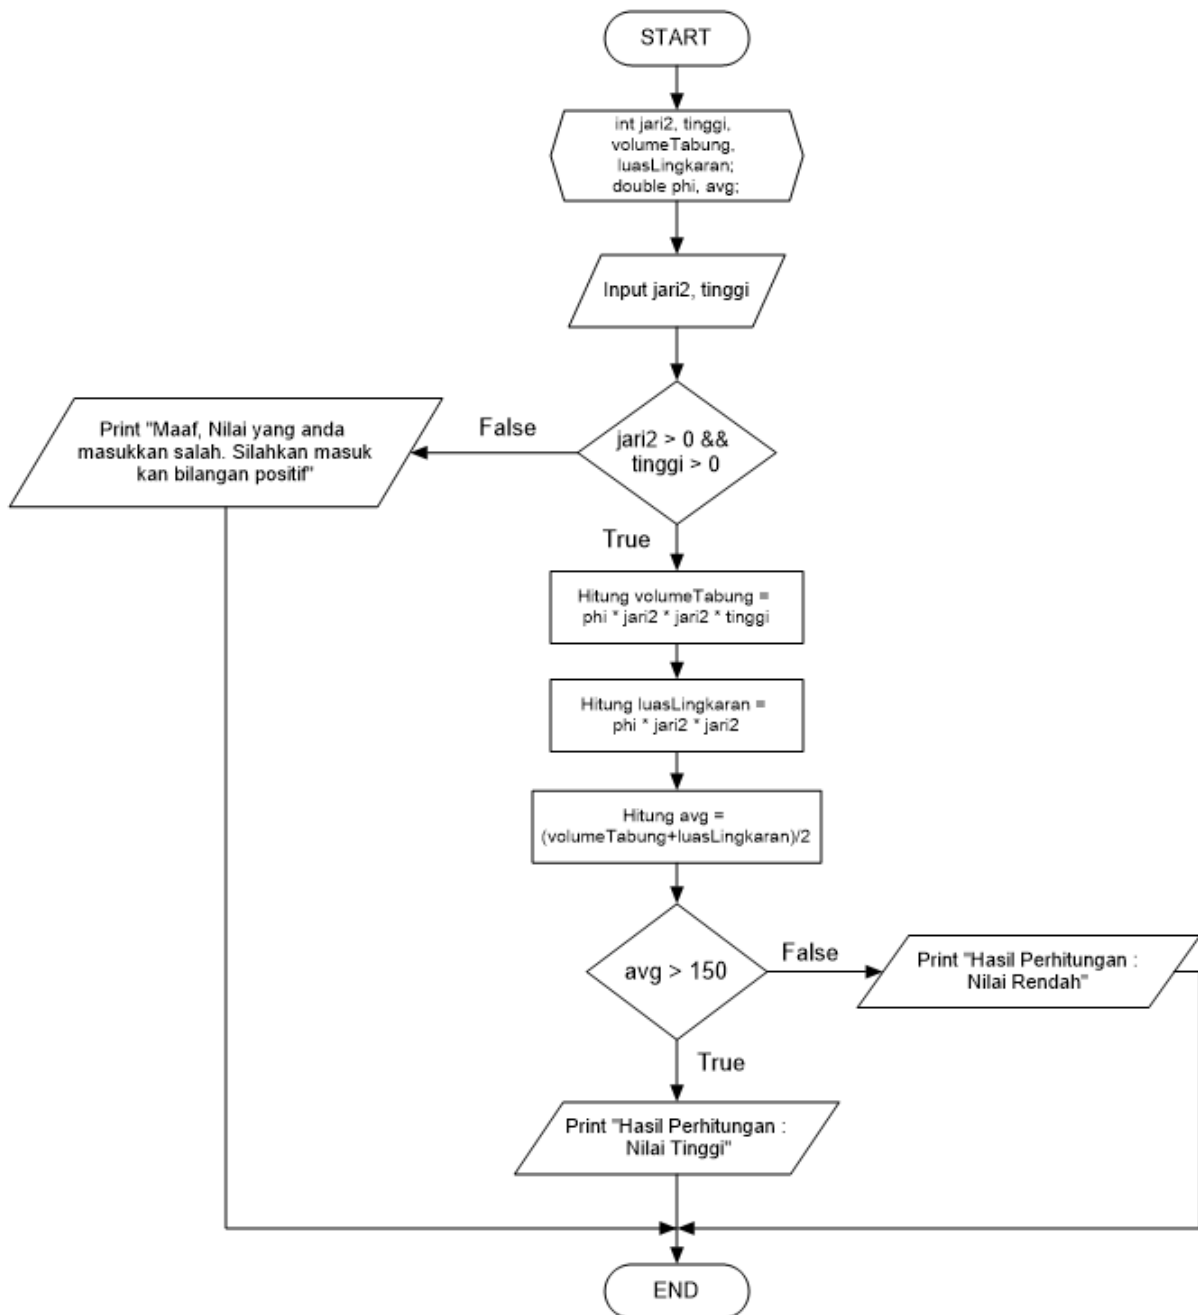 START
int jari2, tinggi,
volumeTabung,
luasLingkaran;
double phi, avg;
Input jari2, tinggi
jari2 > 0 &&
tinggi > 0
False
Print "Maaf, Nilai yang anda
masukkan salah. Silahkan masuk
kan bilangan positif"
True
Hitung volumeTabung =
phi * jari2 * jari2 * tinggi
Hitung luasLingkaran =
phi * jari2 * jari2
Hitung avg =
(volumeTabung+luasLingkaran)/2
avg > 150
False
Print "Hasil Perhitungan :
Nilai Rendah"
True
Print "Hasil Perhitungan :
Nilai Tinggi"
END